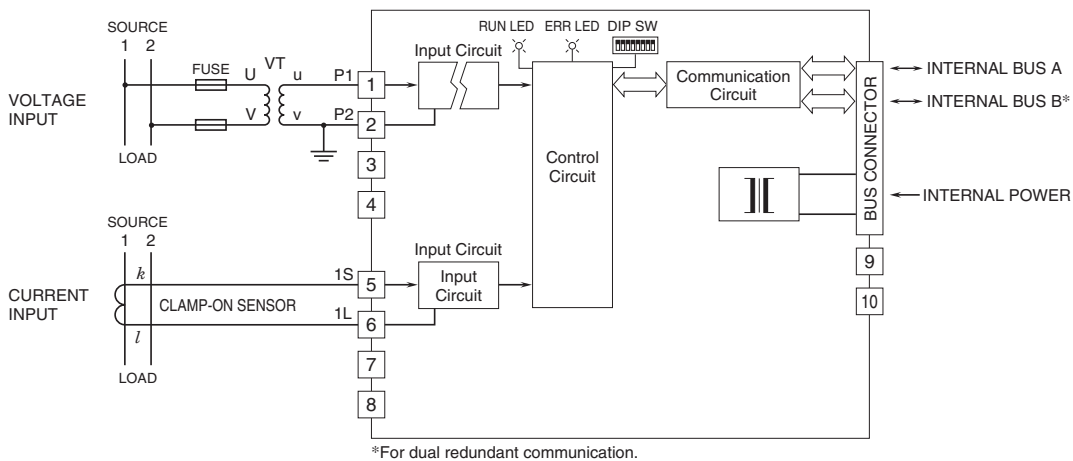 SOURCE
1 2
FUSE
VT
U
u
P1
1
VOLTAGE
INPUT
V
v
P2
2
LOAD
3
4
SOURCE
1 2
k
1S
5
CURRENT
INPUT
CLAMP-ON SENSOR
1L
6
l
LOAD
7
8
RUN LED
ERR LED
DIP SW
Input Circuit
Control
Circuit
Communication
Circuit
Input Circuit
Input
Circuit
BUS CONNECTOR
INTERNAL BUS A
INTERNAL BUS B*
INTERNAL POWER
9
10
*For dual redundant communication.